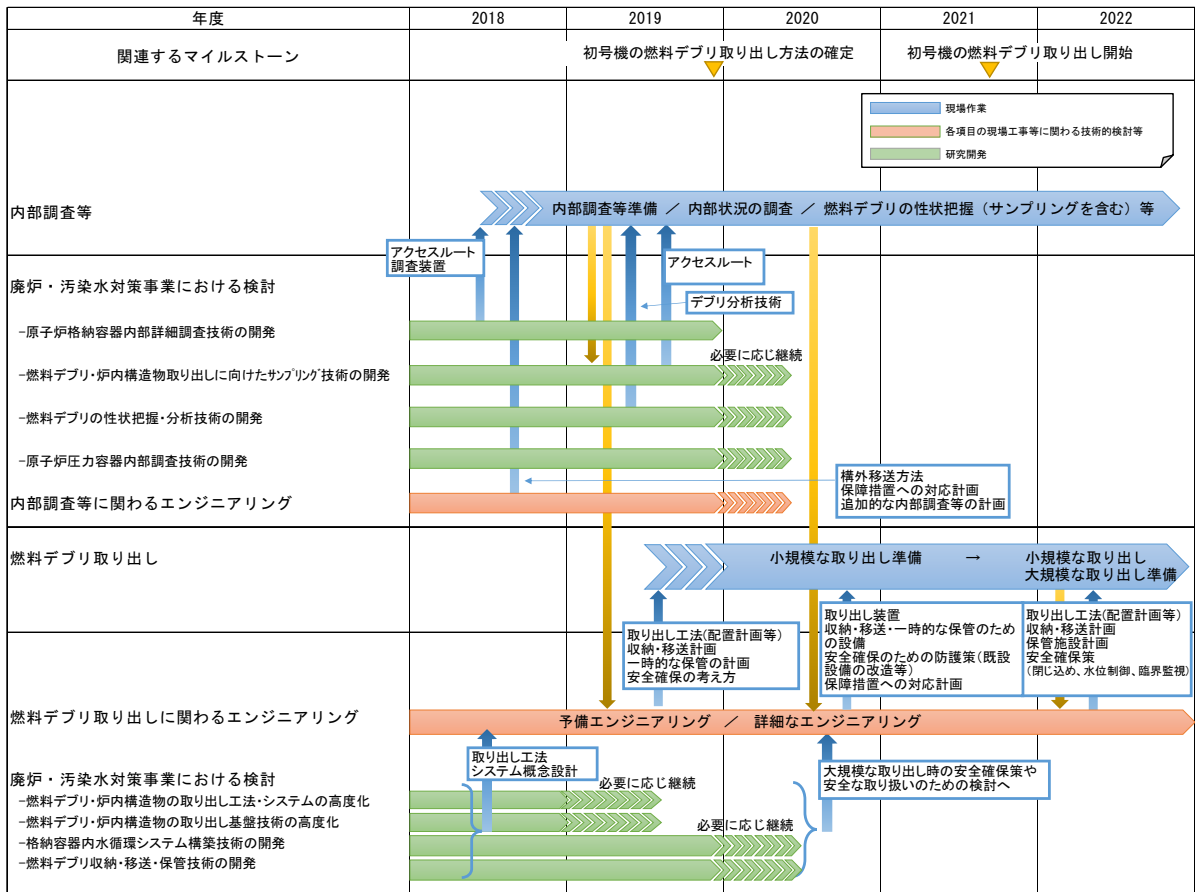 年度
2018
2019
2020
2021
2022
関連するマイルストーン
初号機の燃料デブリ取り出し方法の確定
初号機の燃料デブリ取り出し開始
現場作業
各項目の現場工事等に関わる技術的検討等
研究開発
内部調査等
内部調査等準備 / 内部状況の調査 / 燃料デブリの性状把握（サンプリングを含む）等
アクセスルート
調査装置
アクセスルート
デブリ分析技術
廃炉・汚染水対策事業における検討
-原子炉格納容器内部詳細調査技術の開発
必要に応じ継続
-燃料デブリ・炉内構造物取り出しに向けたサンプリング技術の開発
-燃料デブリの性状把握・分析技術の開発
-原子炉圧力容器内部調査技術の開発
構外移送方法
保障措置への対応計画
追加的な内部調査等の計画
内部調査等に関わるエンジニアリング
燃料デブリ取り出し
小規模な取り出し準備 → 小規模な取り出し
大規模な取り出し準備
取り出し工法(配置計画等)
収納・移送計画
一時的な保管の計画
安全確保の考え方
取り出し装置
収納・移送・一時的な保管のため
の設備
安全確保のための防護策(既設
設備の改造等)
保障措置への対応計画
取り出し工法(配置計画等)
収納・移送計画
保管施設計画
安全確保策
(閉じ込め、水位制御、臨界監視)
燃料デブリ取り出しに関わるエンジニアリング
予備エンジニアリング / 詳細なエンジニアリング
取り出し工法
システム概念設計
大規模な取り出し時の安全確保策や
安全な取り扱いのための検討へ
廃炉・汚染水対策事業における検討
必要に応じ継続
-燃料デブリ・炉内構造物の取り出し工法・システムの高度化
-燃料デブリ・炉内構造物の取り出し基盤技術の高度化
必要に応じ継続
-格納容器内水循環システム構築技術の開発
-燃料デブリ収納・移送・保管技術の開発